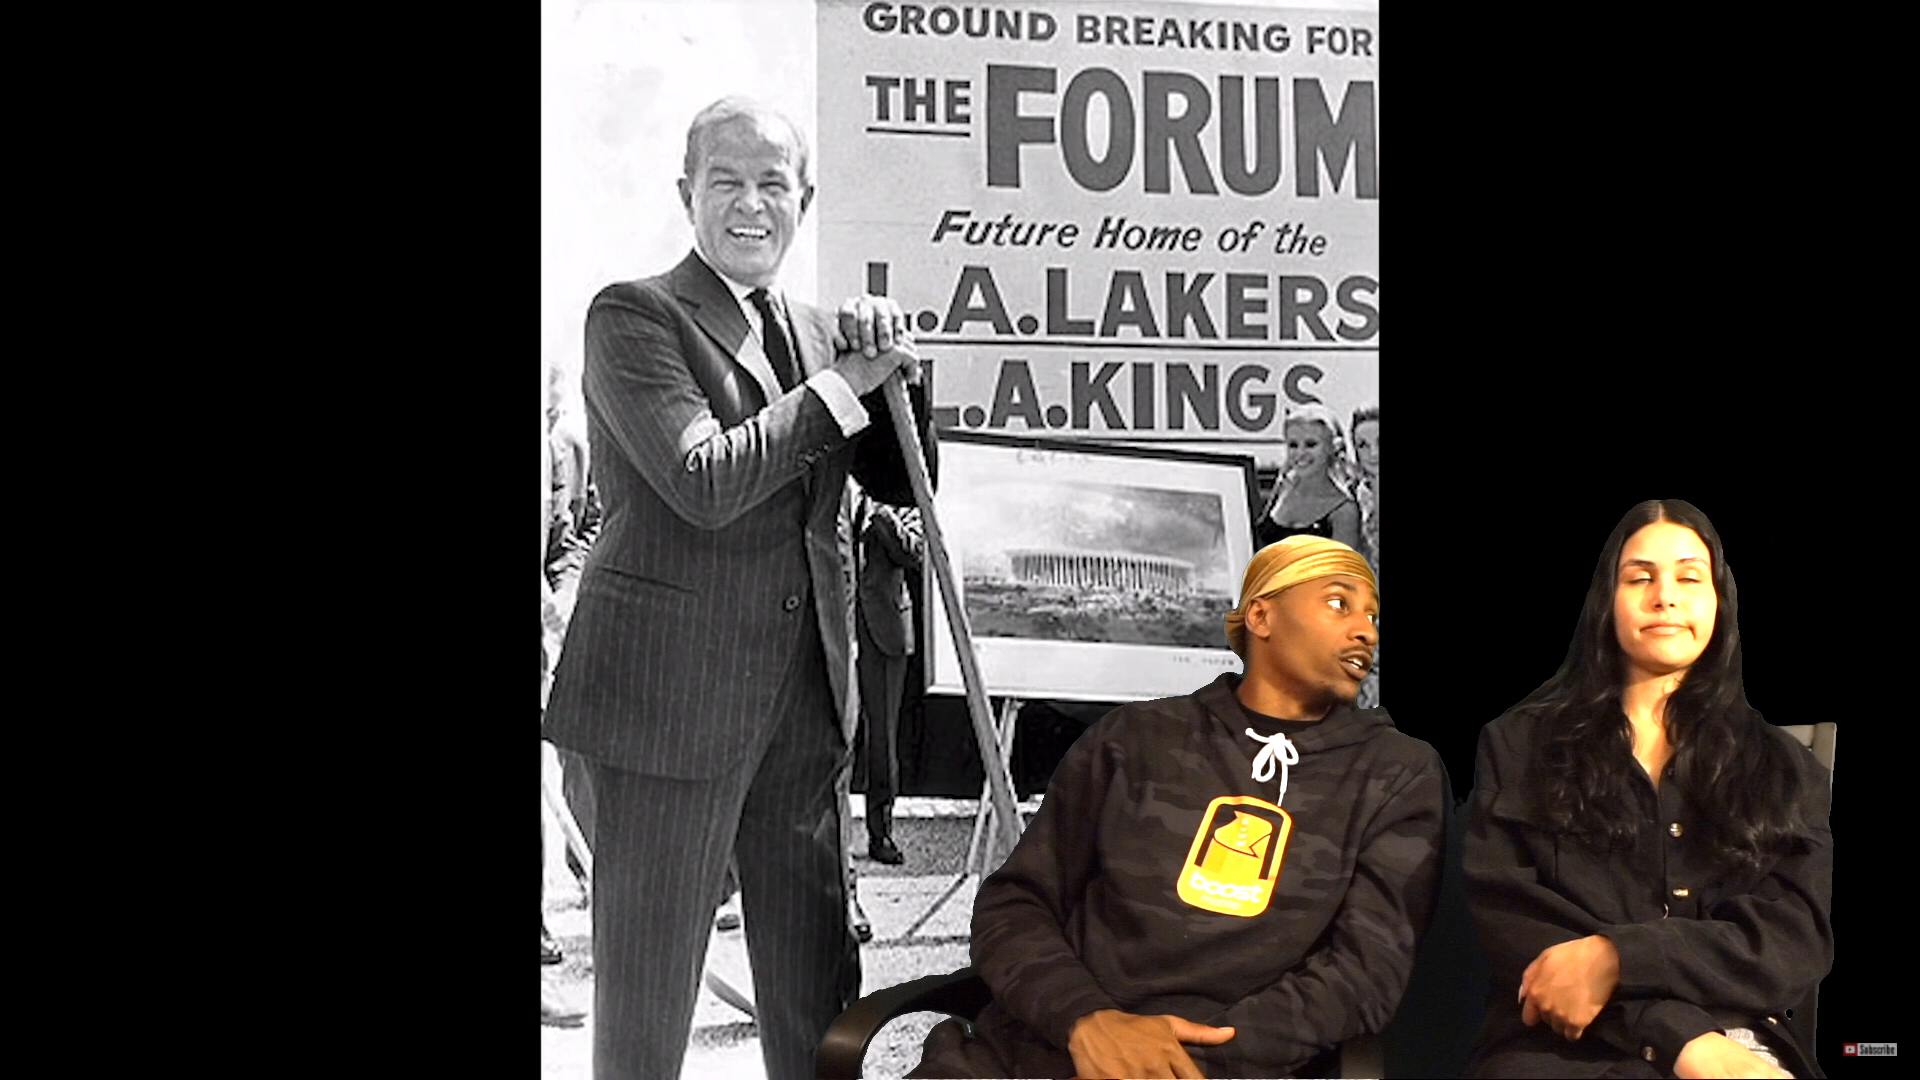 GROUND BREAKING FOR
THE FORUM
Future Home of the
L.A. LAKERS
L.A. KINGS
boost
Subscribe